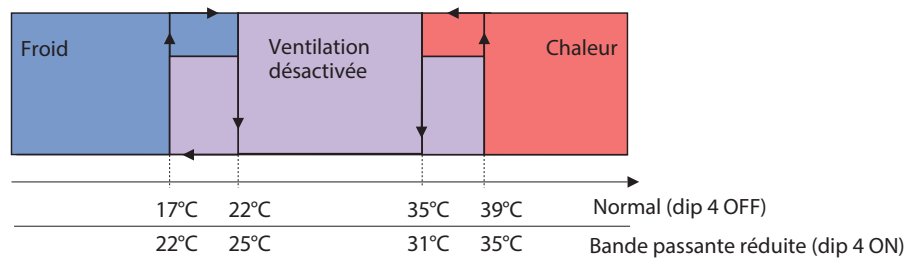 Froid
Ventilation
désactivée
Chaleur
17°C 22°C 35°C 39°C Normal (dip 4 OFF)
22°C 25°C 31°C 35°C Bande passante réduite (dip 4 ON)